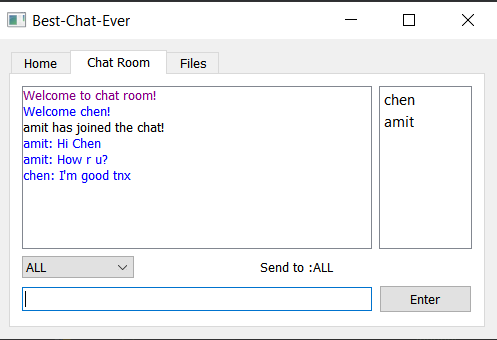 Best-Chat-Ever
Home Chat Room Files
Welcome to chat room!
Welcome chen!
amit has joined the chat!
amit: Hi Chen
amit: How r u?
chen: I'm good tnx
chen
amit
ALL
Send to :ALL
Enter